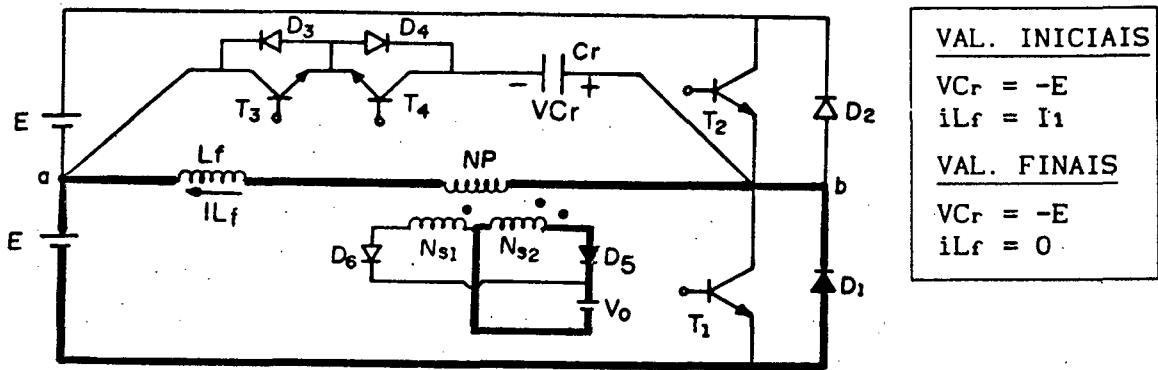 D3
D4
Cr
T3
T4
- VCr +
E
T2
D2
a
Lf
NP
b
ILf
E
D6
NS1
NS2
D5
Vo
T1
D1
VAL. INICIAIS
VCr = -E
iLf = I1
VAL. FINAIS
VCr = -E
iLf = 0